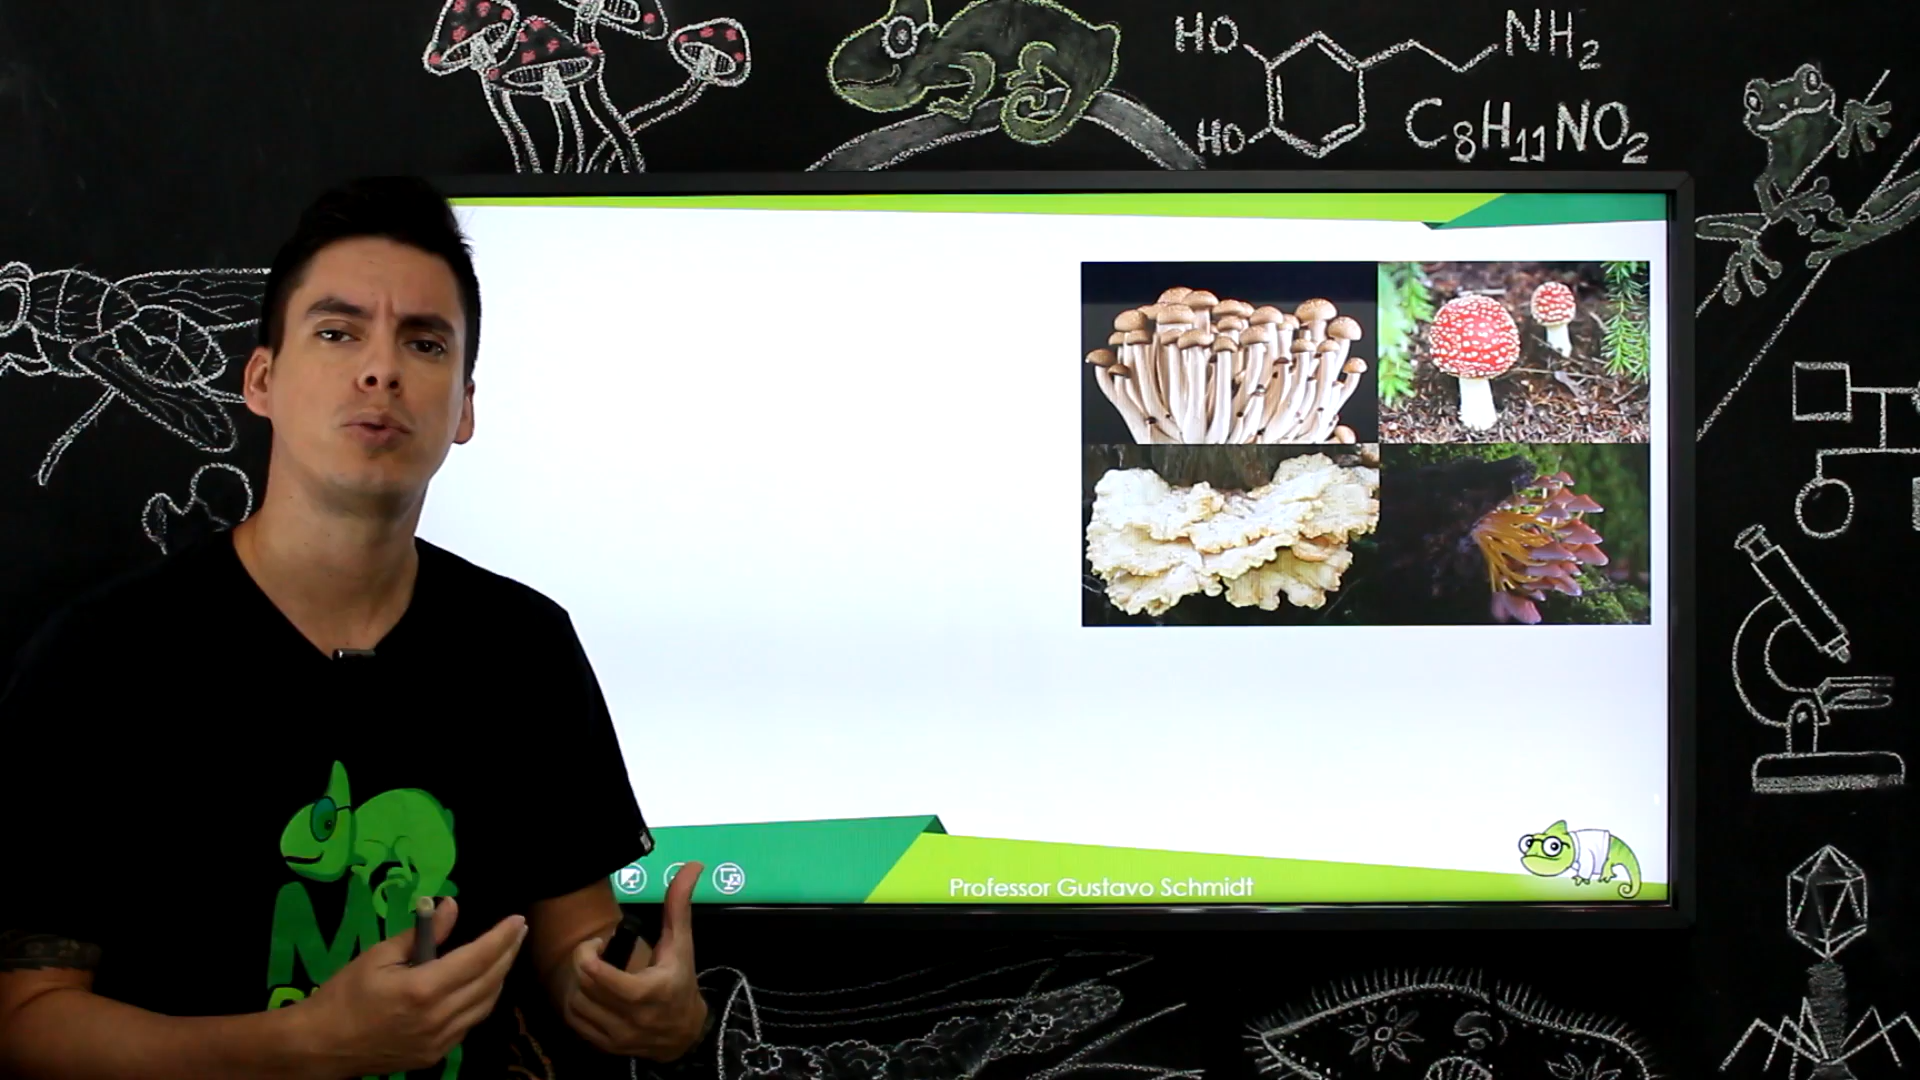 HO
NH2
HO
C8H11NO2
Professor Gustavo Schmidt